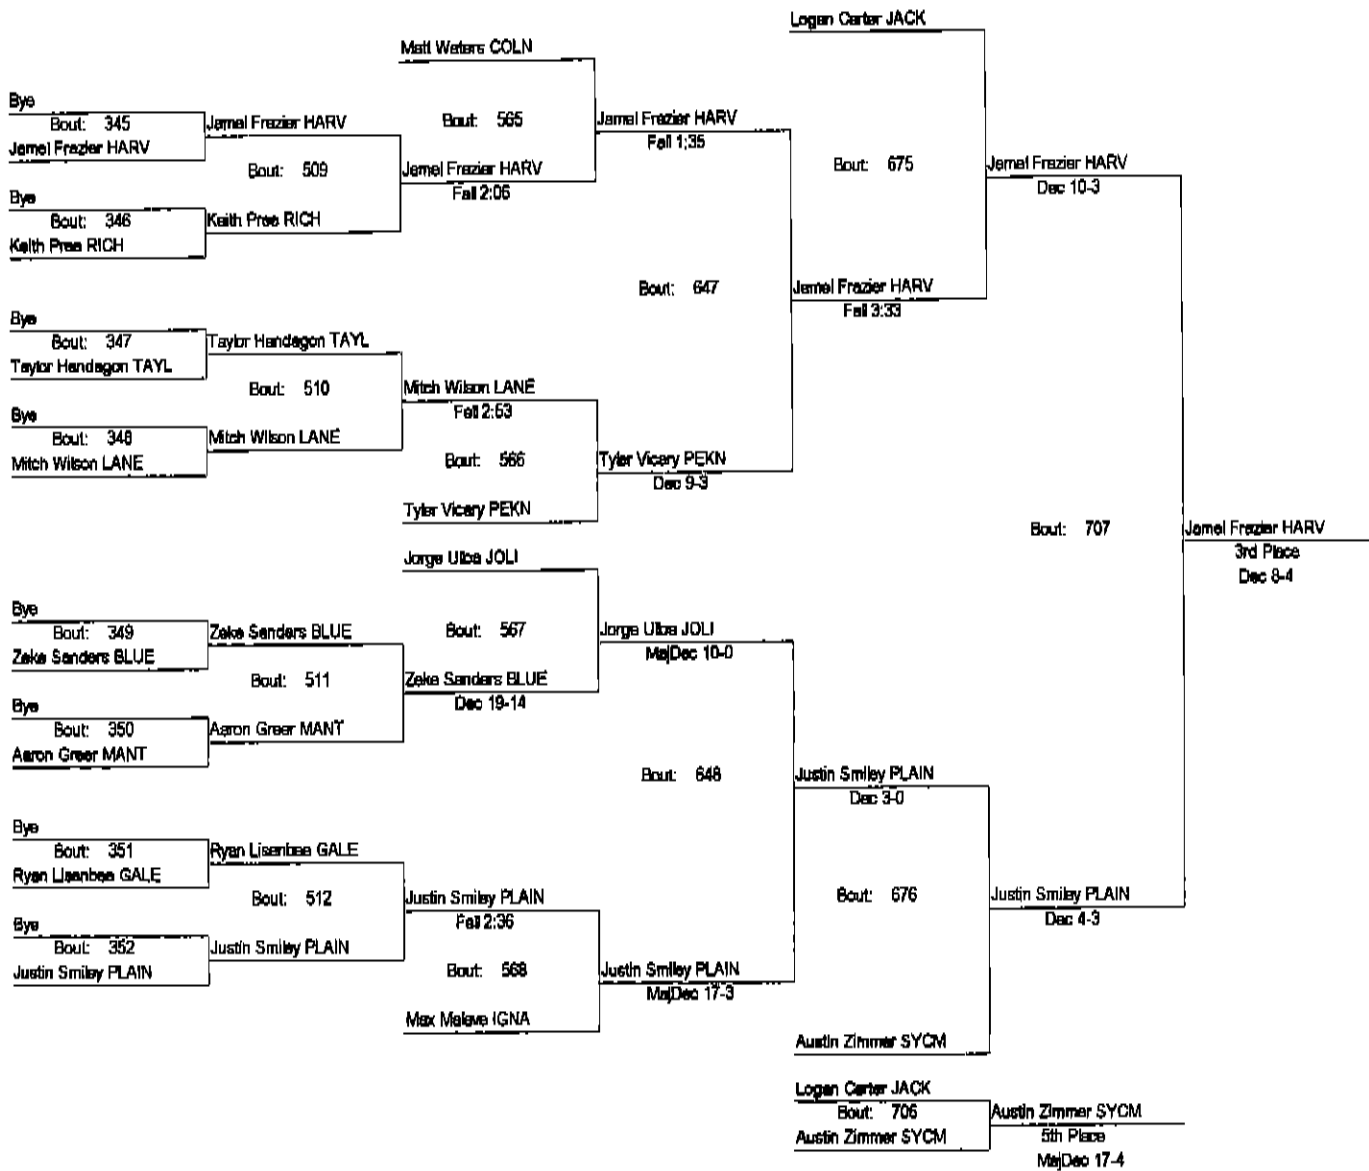 Logan Carter JACK
Matt Waters COLN
Bye
Bout: 345
Jamel Frazier HARV
Jamel Frazier HARV
Bout: 565
Jamel Frazier HARV
Fall 1:35
Bout: 509
Jamel Frazier HARV
Fall 2:06
Bout: 675
Jamel Frazier HARV
Dec 10-3
Bye
Bout: 346
Keith Pree RICH
Keith Pree RICH
Bout: 647
Jamel Frazier HARV
Fall 3:33
Bye
Bout: 347
Taylor Handagon TAYL
Taylor Handagon TAYL
Bout: 510
Mitch Wilson LANE
Fall 2:53
Bye
Bout: 348
Mitch Wilson LANE
Mitch Wilson LANE
Bout: 566
Tyler Vicary PEKN
Dec 9-3
Tyler Vicary PEKN
Bout: 707
Jamel Frazier HARV
3rd Place
Dec 8-4
Jorge Ulloa JOLI
Bye
Bout: 349
Zeke Sanders BLUE
Zeke Sanders BLUE
Bout: 567
Jorge Ulloa JOLI
MajDec 10-0
Bout: 511
Zeke Sanders BLUE
Dec 19-14
Bye
Bout: 350
Aaron Greer MANT
Aaron Greer MANT
Bout: 648
Justin Smiley PLAIN
Dec 3-0
Bye
Bout: 351
Ryan Lisenbee GALE
Ryan Lisenbee GALE
Bout: 512
Justin Smiley PLAIN
Fall 2:36
Bout: 676
Justin Smiley PLAIN
Dec 4-3
Bye
Bout: 352
Justin Smiley PLAIN
Justin Smiley PLAIN
Bout: 568
Justin Smiley PLAIN
MajDec 17-3
Max Malave IGNA
Austin Zimmer SYCM
Logan Carter JACK
Bout: 706
Austin Zimmer SYCM
Austin Zimmer SYCM
5th Place
MajDec 17-4